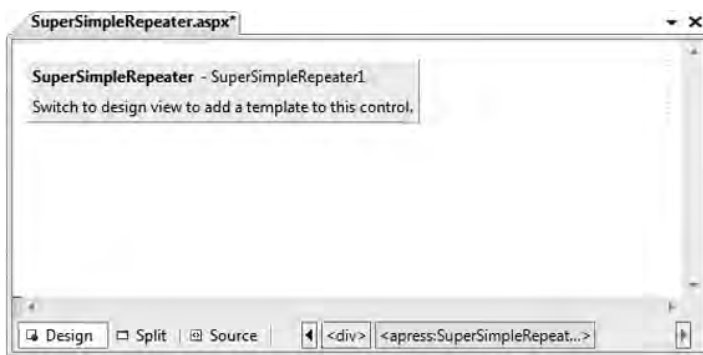 SuperSimpleRepeater.aspx*
SuperSimpleRepeater - SuperSimpleRepeater1
Switch to design view to add a template to this control.
Design Split Source <div> <apress:SuperSimpleRepeat...>